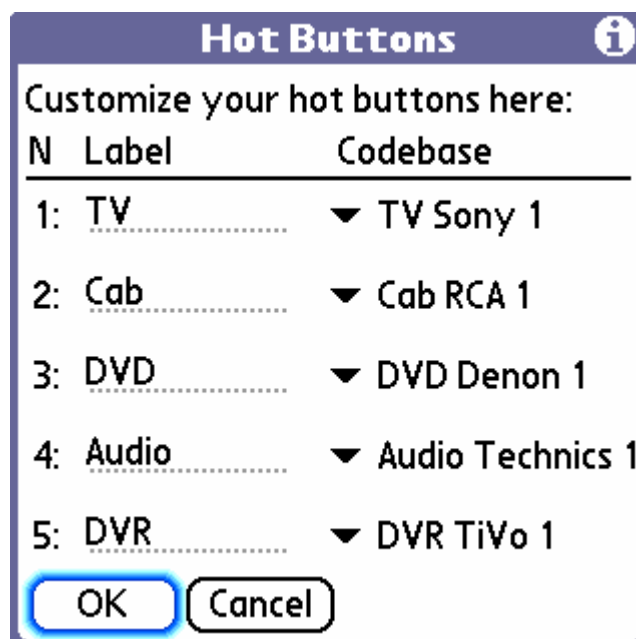 Hot Buttons
Customize your hot buttons here:
N Label Codebase
1: TV TV Sony 1
2: Cab Cab RCA 1
3: DVD DVD Denon 1
4: Audio Audio Technics 1
5: DVR DVR TiVo 1
OK Cancel